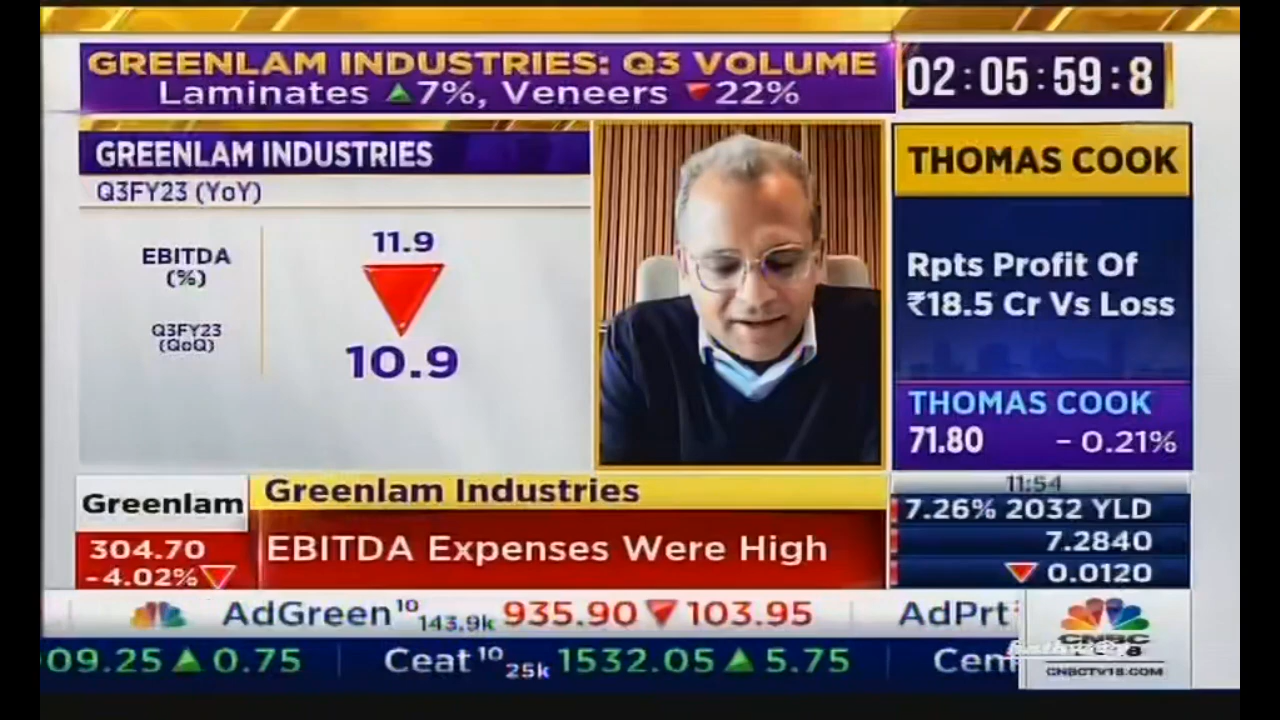 GREENLAM INDUSTRIES: Q3 VOLUME
Laminates ▲7%, Veneers ▼22%
02:05:59:8
GREENLAM INDUSTRIES
Q3FY23 (YoY)
EBITDA
(%)
11.9
Q3FY23
(QoQ)
10.9
THOMAS COOK
Rpts Profit Of
₹18.5 Cr Vs Loss
THOMAS COOK
71.80 - 0.21%
Greenlam
304.70
-4.02%▼
Greenlam Industries
EBITDA Expenses Were High
11:54
7.26% 2032 YLD
7.2840
▼ 0.0120
AdGreen 10 143.9k 935.90 ▼ 103.95 AdPrt
09.25 ▲ 0.75 Ceat 10 25k 1532.05 ▲ 5.75 Cem
CNBC
18
CNBCTV18.COM